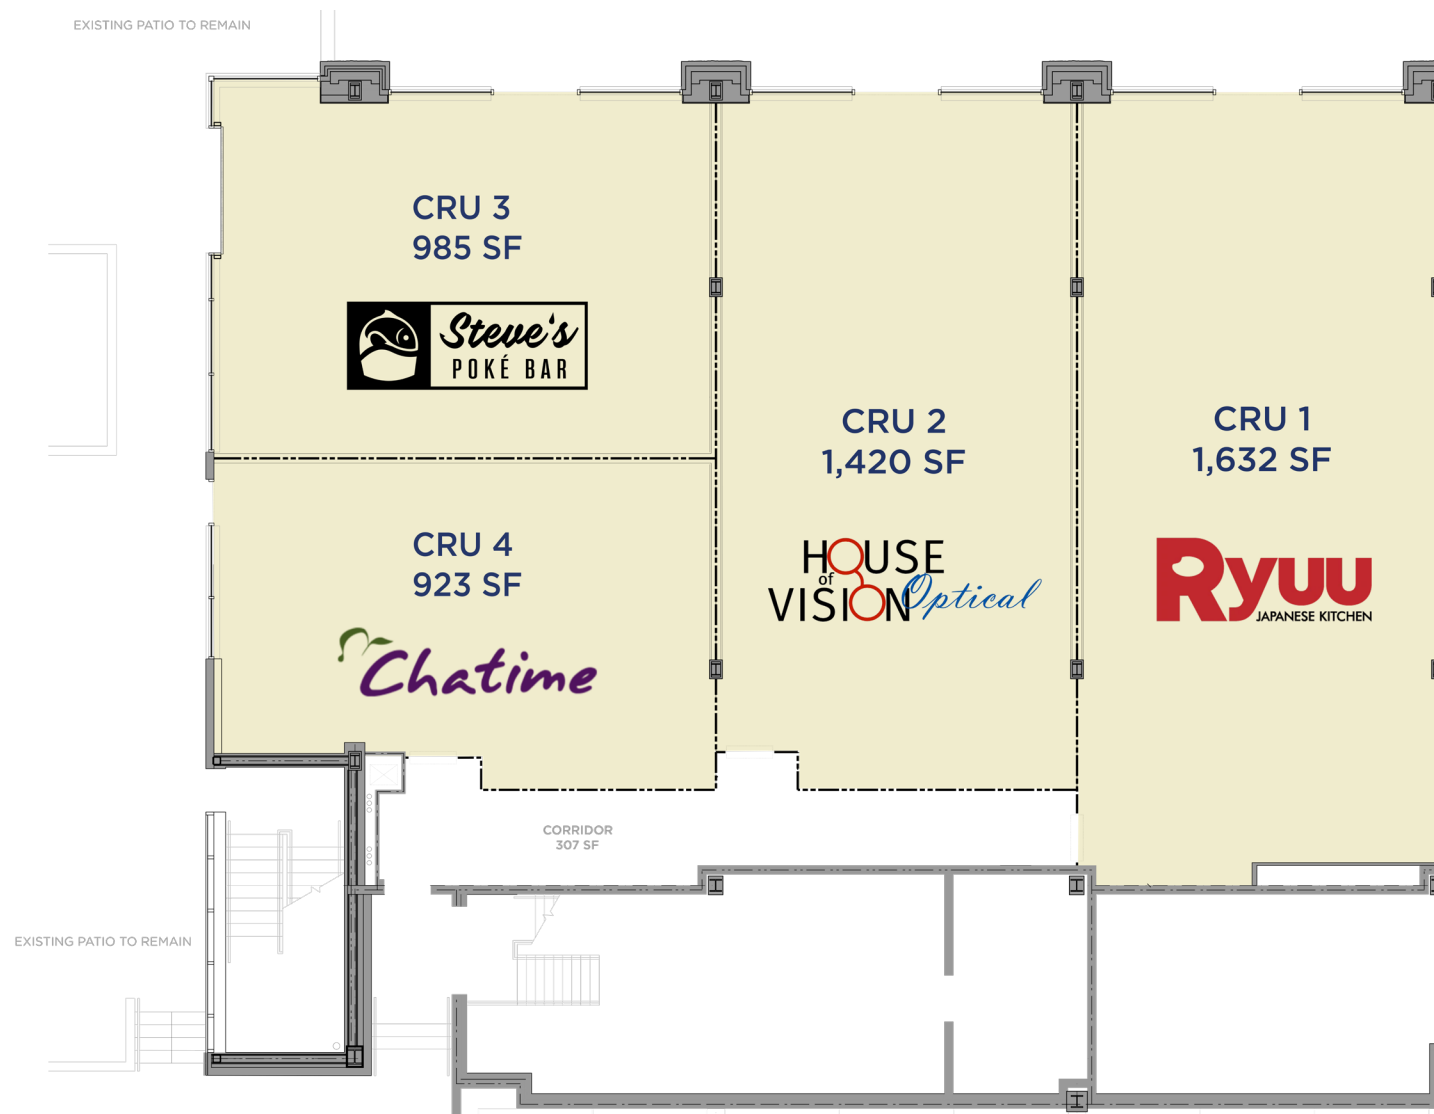 EXISTING PATIO TO REMAIN
CRU 3
985 SF
Steve's
POKÉ BAR
CRU 2
1,420 SF
CRU 1
1,632 SF
CRU 4
923 SF
HOUSE
of
VISION Optical
Ryuu
JAPANESE KITCHEN
Chatime
CORRIDOR
307 SF
EXISTING PATIO TO REMAIN